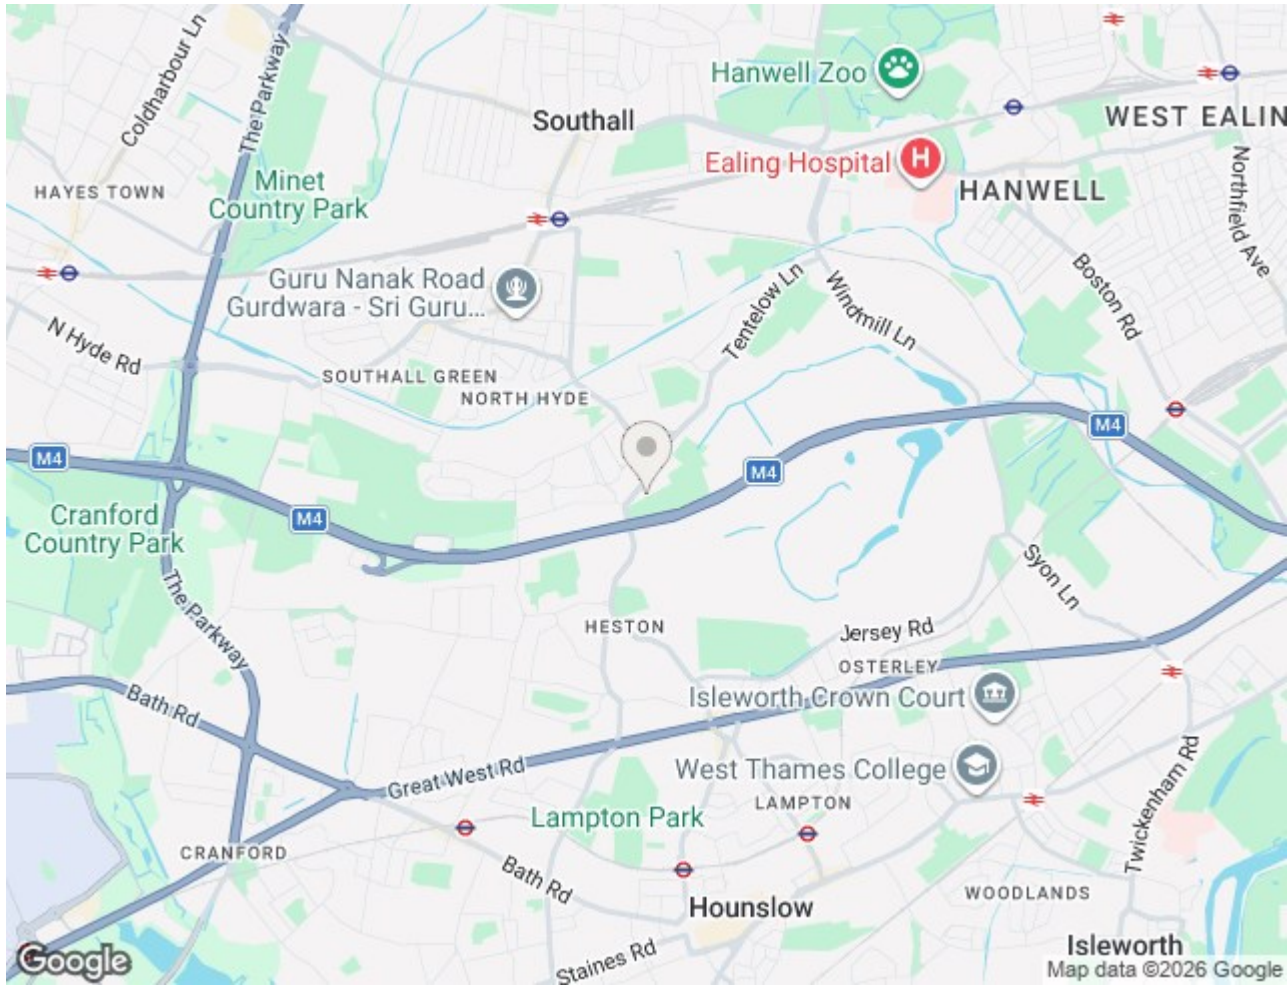 Coldharbour Ln
The Parkway
Hanwell Zoo
Southall
WEST EALIN
Ealing Hospital
H
HANWELL
Northfield Ave
HAYES TOWN
Minet
Country Park
Guru Nanak Road
Gurdwara - Sri Guru...
Tentelow Ln
Windmill Ln
Boston Rd
N Hyde Rd
SOUTHALL GREEN
NORTH HYDE
M4
M4
M4
M4
Cranford
Country Park
Syon Ln
The Parkway
HESTON
Jersey Rd
OSTERLEY
Isleworth Crown Court
Bath Rd
Great West Rd
West Thames College
LAMPTON
Lampton Park
Twickenham Rd
CRANFORD
Bath Rd
WOODLANDS
Hounslow
Staines Rd
Isleworth
Google
Map data ©2026 Google